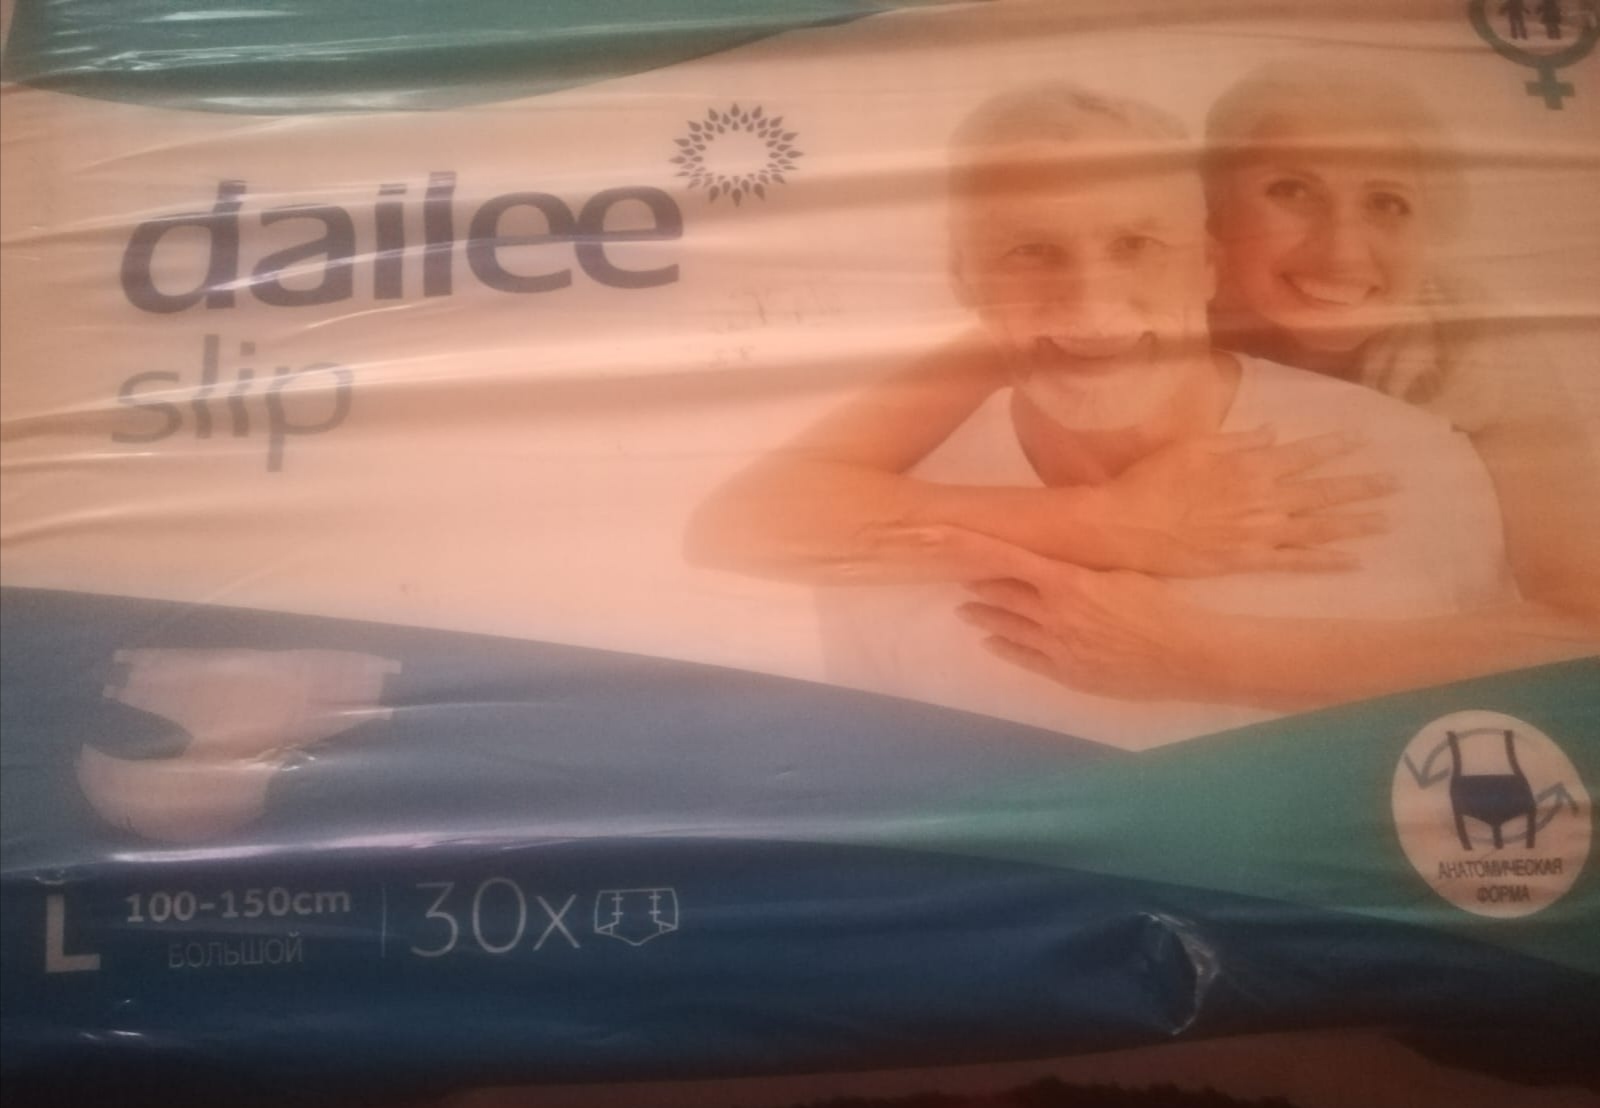 dailee
slip
L
100-150cm
БОЛЬШОЙ
30x
АНАТОМИЧЕСКАЯ
ФОРМА